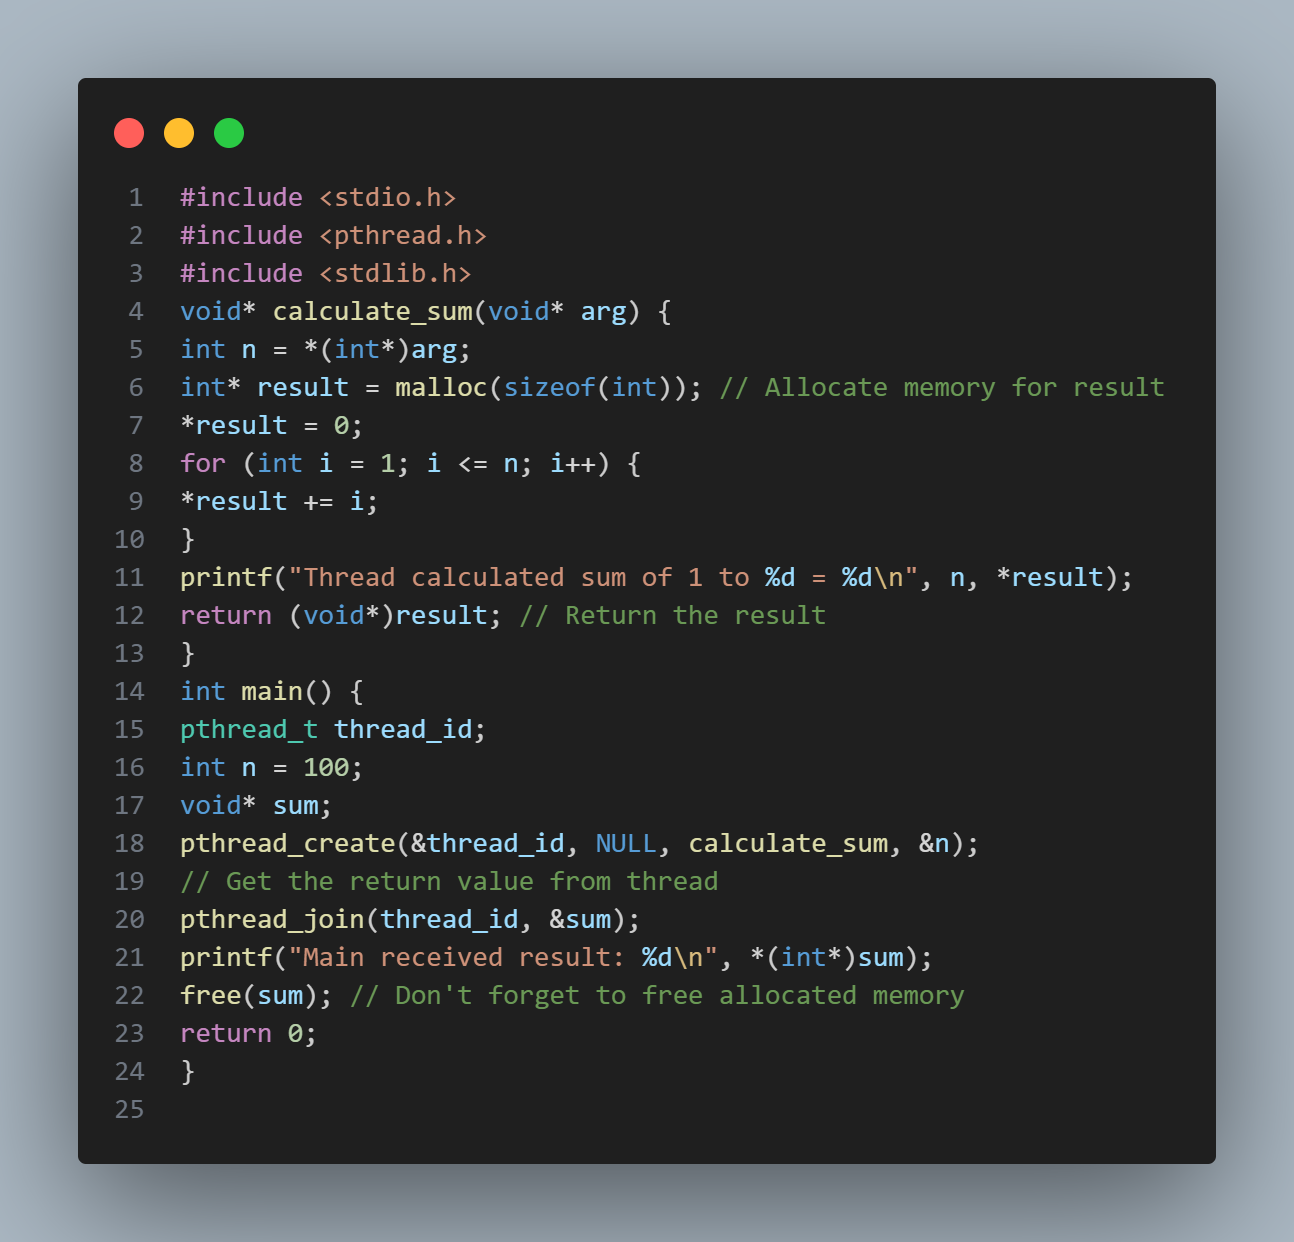 1 #include <stdio.h>
2 #include <pthread.h>
3 #include <stdlib.h>
4 void* calculate_sum(void* arg) {
5 int n = *(int*)arg;
6 int* result = malloc(sizeof(int)); // Allocate memory for result
7 *result = 0;
8 for (int i = 1; i <= n; i++) {
9 *result += i;
10 }
11 printf("Thread calculated sum of 1 to %d = %d\n", n, *result);
12 return (void*)result; // Return the result
13 }
14 int main() {
15 pthread_t thread_id;
16 int n = 100;
17 void* sum;
18 pthread_create(&thread_id, NULL, calculate_sum, &n);
19 // Get the return value from thread
20 pthread_join(thread_id, &sum);
21 printf("Main received result: %d\n", *(int*)sum);
22 free(sum); // Don't forget to free allocated memory
23 return 0;
24 }
25